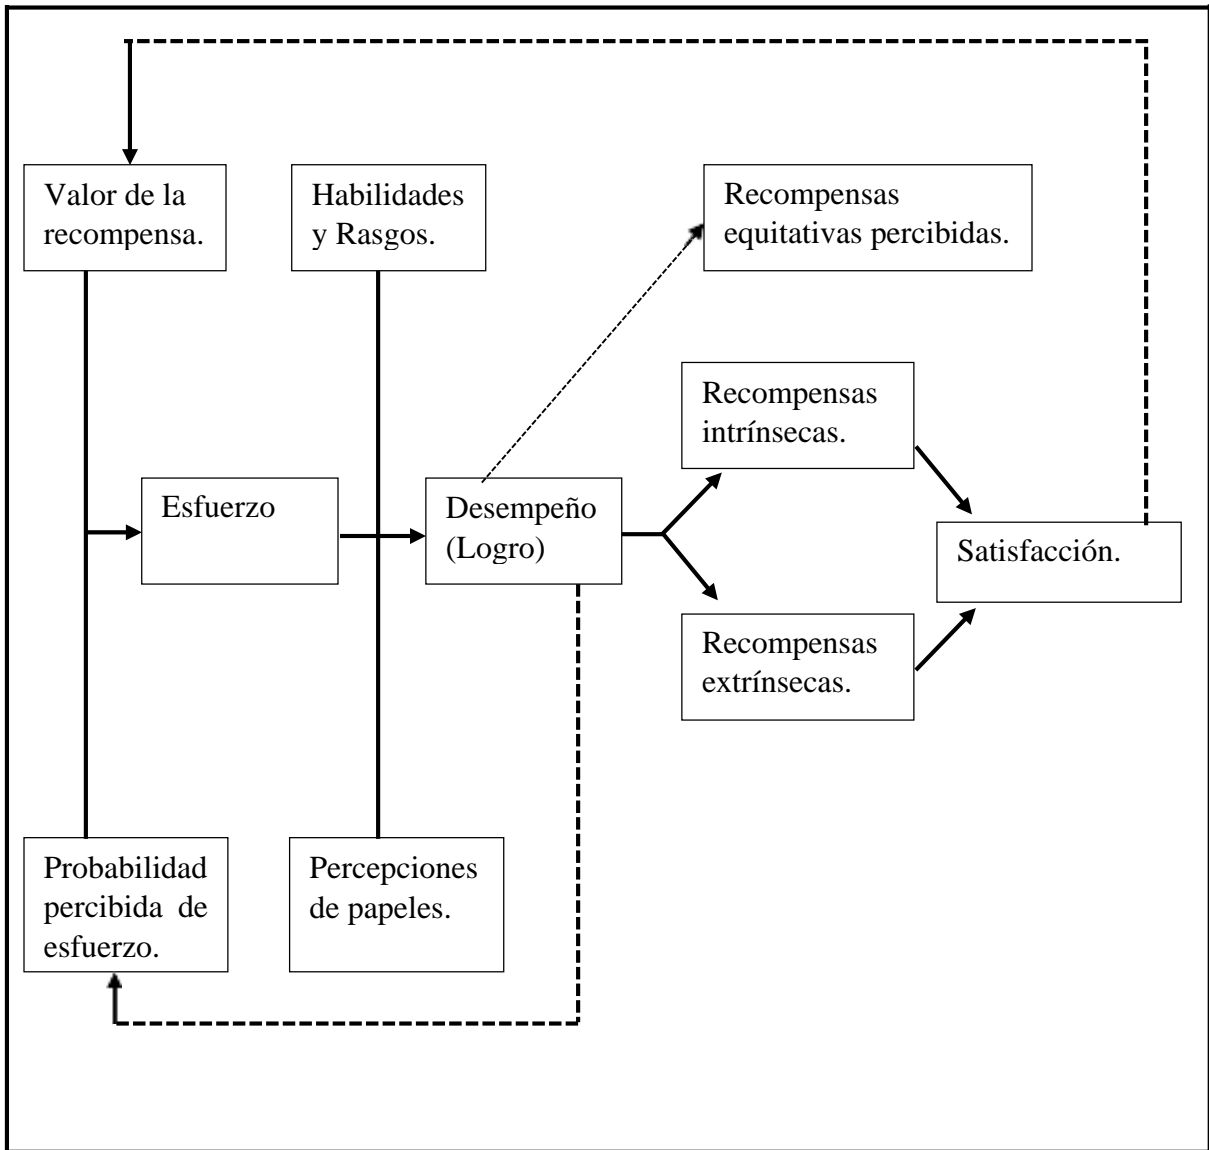 Valor de la
recompensa.
Habilidades
y Rasgos.
Recompensas
equitativas percibidas.
Recompensas
intrínsecas.
Esfuerzo
Desempeño
(Logro)
Satisfacción.
Recompensas
extrínsecas.
Probabilidad
percibida de
esfuerzo.
Percepciones
de papeles.